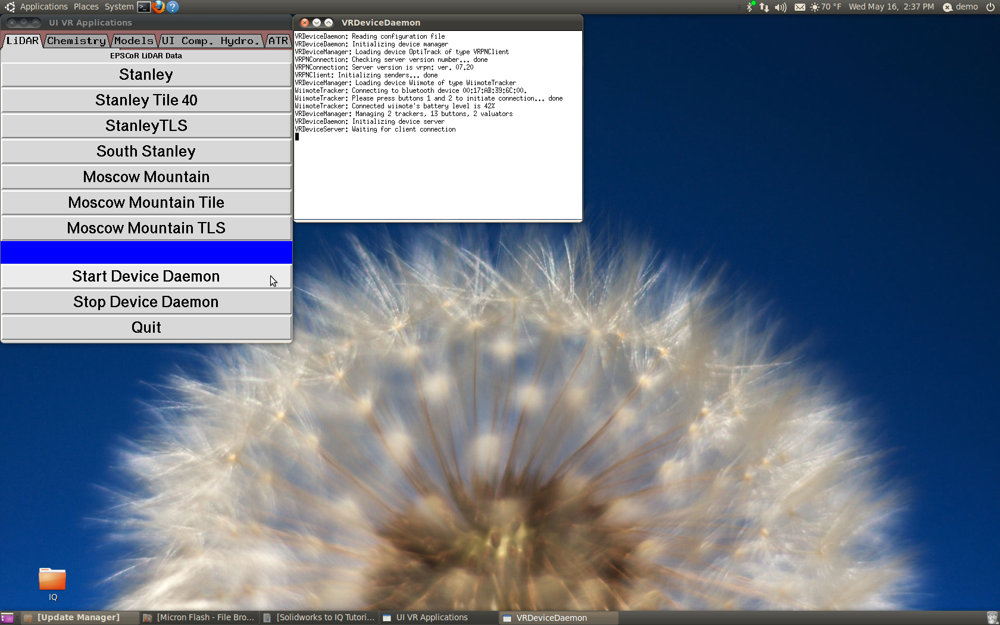 Applications Places System
70 °F Wed May 16, 2:37 PM demo
UI VR Applications
LiDAR Chemistry Models UI Comp. Hydro. ATR
EPSCoR LiDAR Data
Stanley
Stanley Tile 40
StanleyTLS
South Stanley
Moscow Mountain
Moscow Mountain Tile
Moscow Mountain TLS
Start Device Daemon
Stop Device Daemon
Quit
VRDeviceDaemon
VRDeviceDaemon: Reading configuration file
VRDeviceDaemon: Initializing device manager
VRDeviceManager: Loading device OptiTrack of type VRPNClient
VRPNConnection: Checking server version number... done
VRPNConnection: Server version is vrpn: ver. 07.20
VRPNClient: Initializing senders... done
VRDeviceManager: Loading device Wiimote of type WiimoteTracker
WiimoteTracker: Connecting to bluetooth device 00:17:AB:39:6C:00.
WiimoteTracker: Please press buttons 1 and 2 to initiate connection... done
WiimoteTracker: Connected wiimote's battery level is 42%
VRDeviceManager: Managing 2 trackers, 13 buttons, 2 valuators
VRDeviceDaemon: Initializing device server
VRDeviceServer: Waiting for client connection
IQ
[Update Manager] [Micron Flash - File Bro... [Solidworks to IQ Tutori... UI VR Applications VRDeviceDaemon